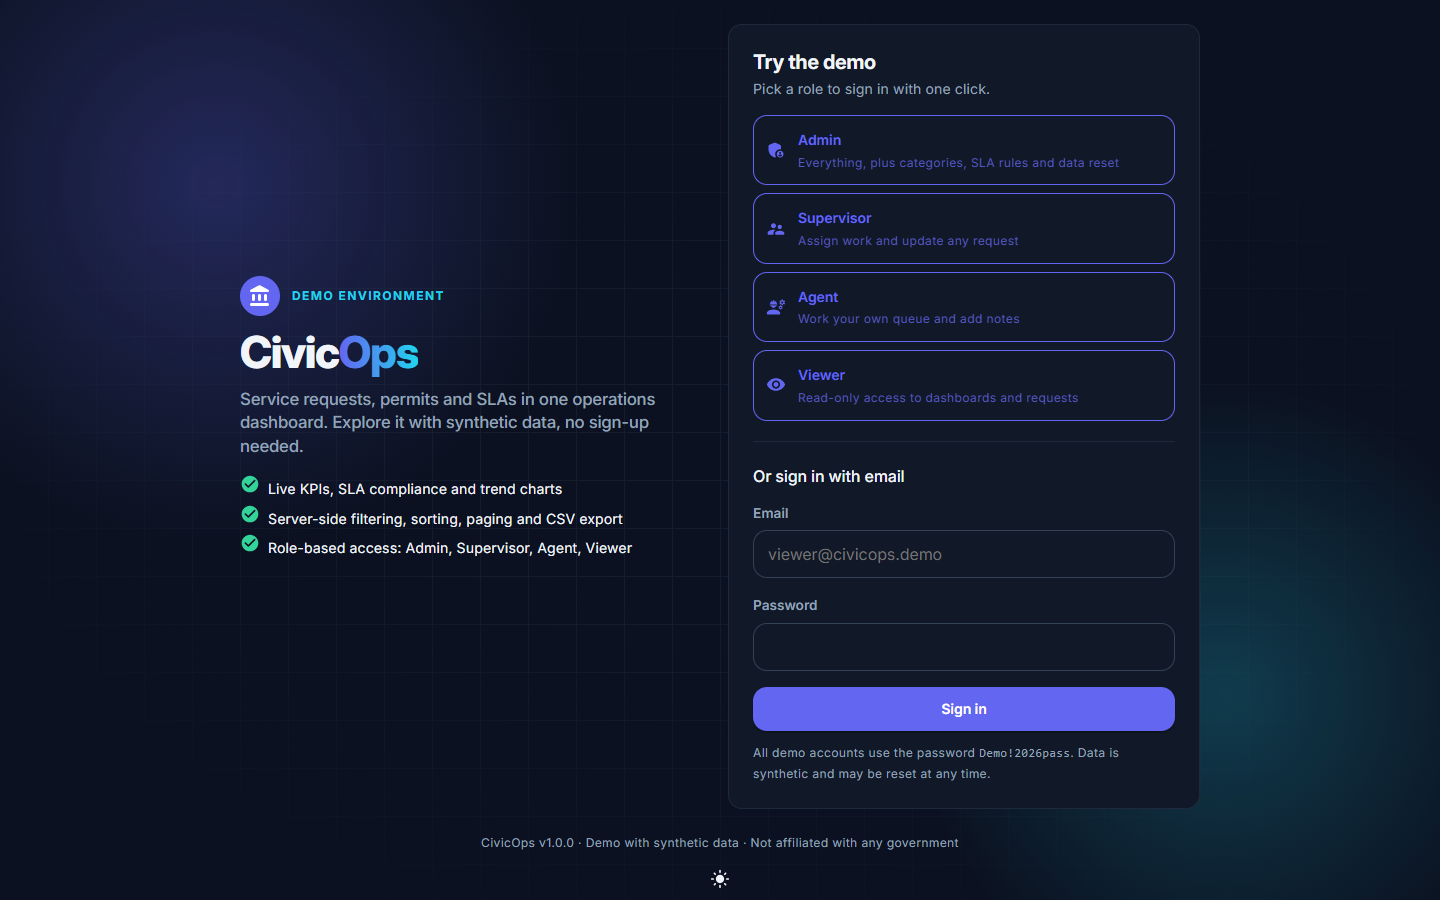 DEMO ENVIRONMENT
CivicOps
Service requests, permits and SLAs in one operations
dashboard. Explore it with synthetic data, no sign-up
needed.
Live KPIs, SLA compliance and trend charts
Server-side filtering, sorting, paging and CSV export
Role-based access: Admin, Supervisor, Agent, Viewer
Try the demo
Pick a role to sign in with one click.
Admin
Everything, plus categories, SLA rules and data reset
Supervisor
Assign work and update any request
Agent
Work your own queue and add notes
Viewer
Read-only access to dashboards and requests
Or sign in with email
Email
viewer@civicops.demo
Password
Sign in
All demo accounts use the password Demo!2026pass. Data is
synthetic and may be reset at any time.
CivicOps v1.0.0 · Demo with synthetic data · Not affiliated with any government